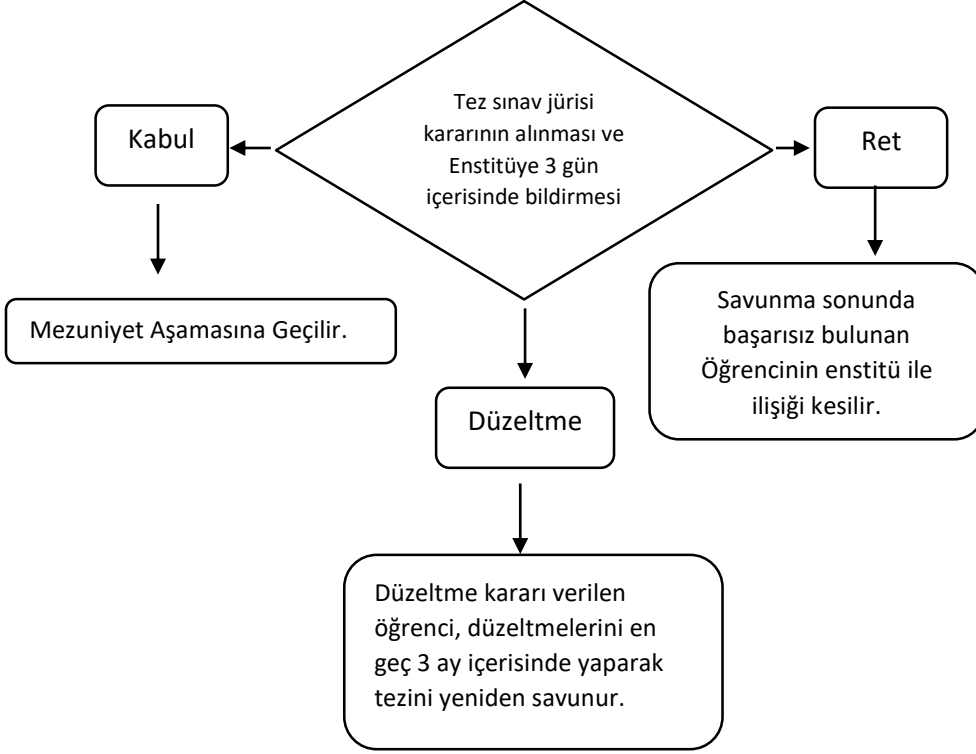 Tez sınav jürisi
kararının alınması ve
Enstitüye 3 gün
içerisinde bildirmesi
Kabul
Ret
Mezuniyet Aşamasına Geçilir.
Savunma sonunda
başarısız bulunan
Öğrencinin enstitü ile
ilişiği kesilir.
Düzeltme
Düzeltme kararı verilen
öğrenci, düzeltmelerini en
geç 3 ay içerisinde yaparak
tezini yeniden savunur.